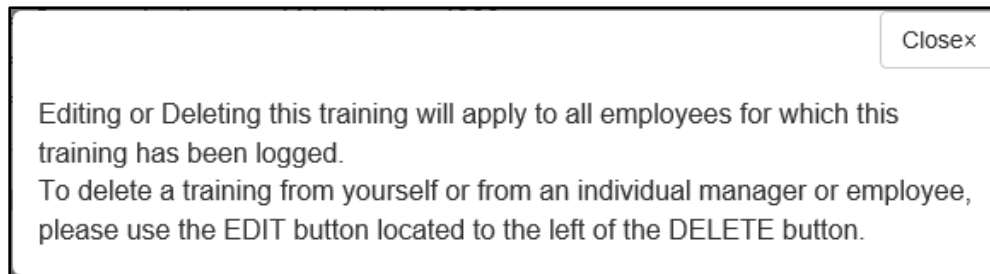 Close×
Editing or Deleting this training will apply to all employees for which this
training has been logged.
To delete a training from yourself or from an individual manager or employee,
please use the EDIT button located to the left of the DELETE button.